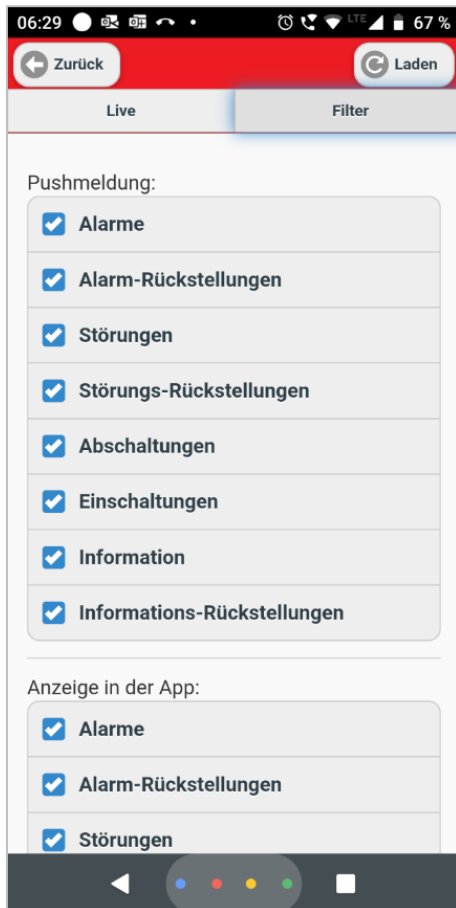 06:29 LTE 67 %
Zurück Laden
Live Filter
Pushmeldung:
Alarme
Alarm-Rückstellungen
Störungen
Störungs-Rückstellungen
Abschaltungen
Einschaltungen
Information
Informations-Rückstellungen
Anzeige in der App:
Alarme
Alarm-Rückstellungen
Störungen